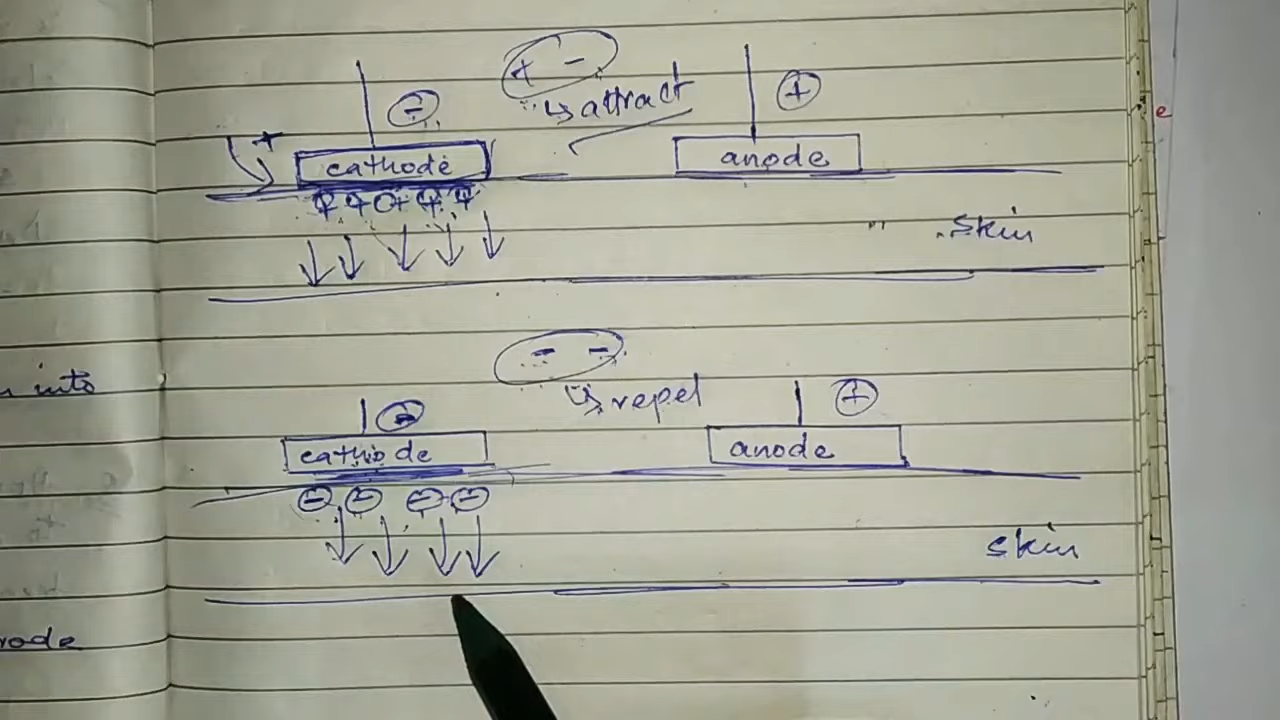 + -
↳ attract
- +
+
cathode anode
+ + + + +
skin
- -
↳ repel
n into
- +
cathode anode
- - - -
skin
rode
e